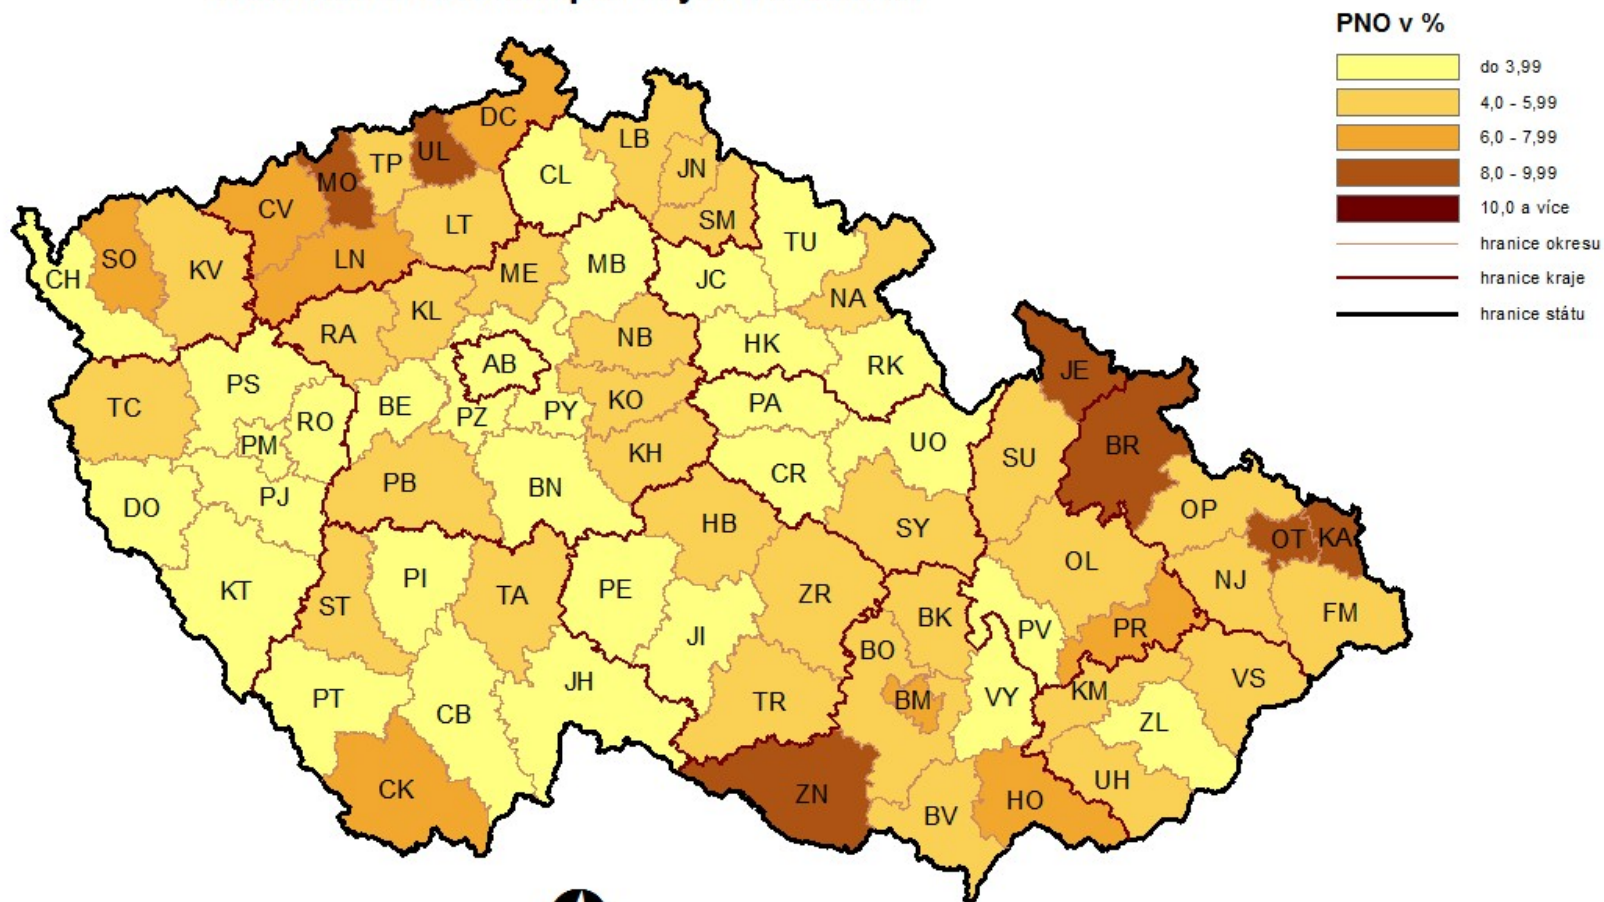 PNO v %
do 3,99
4,0 - 5,99
6,0 - 7,99
8,0 - 9,99
10,0 a více
hranice okresu
hranice kraje
hranice státu
DC
UL
LB
TP
JN
CL
MO
CV
LT
SM
TU
SO
LN
KV
CH
ME
MB
JC
NA
KL
RA
NB
HK
AB
RK
JE
PS
TC
BE
PZ
PY
KO
PA
RO
PM
UO
BR
KH
SU
PB
BN
CR
PJ
DO
OP
HB
SY
OT
KA
OL
PI
NJ
KT
PE
ZR
TA
ST
BK
FM
PR
PV
JI
BO
VS
JH
KM
PT
VY
BM
TR
CB
ZL
UH
CK
ZN
HO
BV